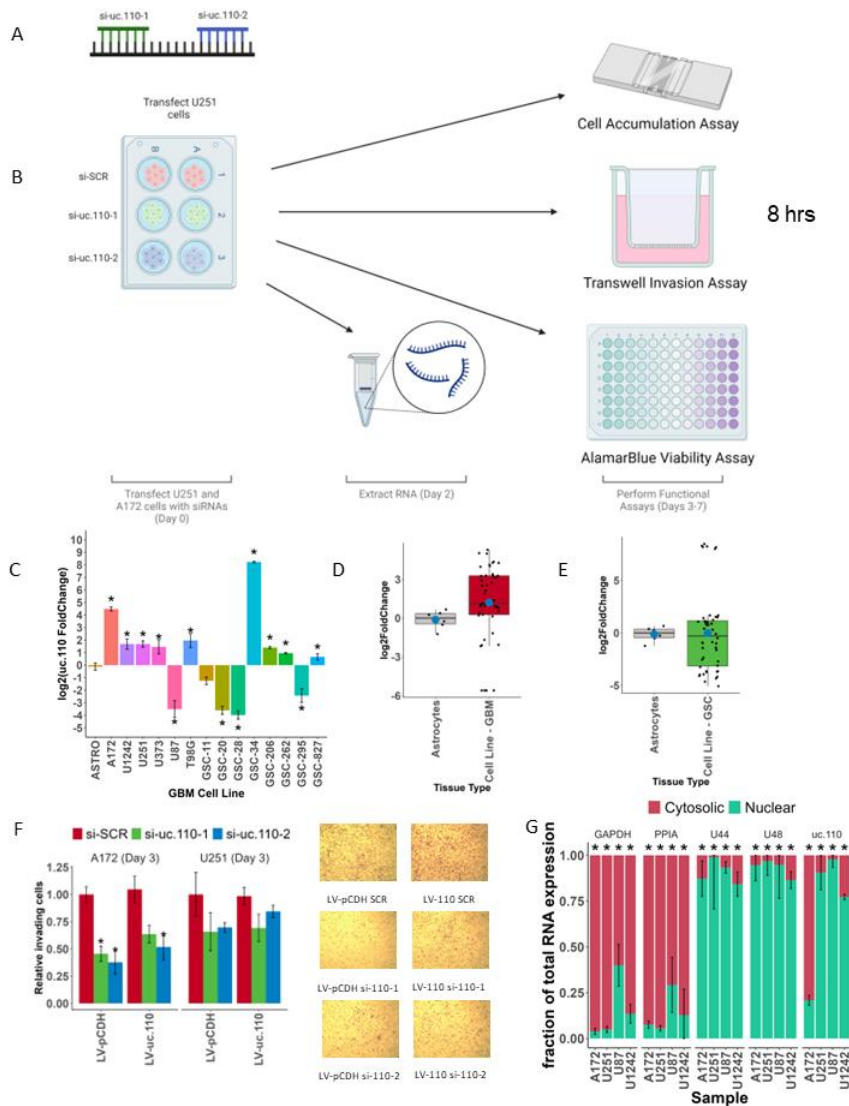 si-uc.110-1 si-uc.110-2
A
Transfect U251
cells
Cell Accumulation Assay
B
B A
si-SCR 1
si-uc.110-1 2
si-uc.110-2 3
8 hrs
Transwell Invasion Assay
AlamarBlue Viability Assay
Transfect U251 and
A172 cells with siRNAs
(Day 0)
Extract RNA (Day 2)
Perform Functional
Assays (Days 3-7)
C
log2(uc.110 FoldChange)
10
9
8
7
6
5
4
3
2
1
0
-1
-2
-3
-4
-5
* * * * * * * * * * * * *
ASTRO A172 U1242 U251 U373 U87 T98G GSC-11 GSC-20 GSC-28 GSC-34 GSC-206 GSC-262 GSC-295 GSC-827
GBM Cell Line
D
log2FoldChange
3
0
-3
-6
Astrocytes Cell Line - GBM
Tissue Type
E
log2FoldChange
5
0
-5
Astrocytes Cell Line - GSC
Tissue Type
F
si-SCR si-uc.110-1 si-uc.110-2
A172 (Day 3) U251 (Day 3)
Relative invading cells
1.25
1.00
0.75
0.50
0.25
0.00
* * *
LV-pCDH LV-uc.110 LV-pCDH LV-uc.110
LV-pCDH SCR LV-110 SCR
LV-pCDH si-110-1 LV-110 si-110-1
LV-pCDH si-110-2 LV-110 si-110-2
G
Cytosolic Nuclear
GAPDH PPIA U44 U48 uc.110
* * * * * * * * * * * * * * * * * * * *
fraction of total RNA expression
1.00
0.75
0.50
0.25
0.00
A172 U251 U87 U1242 A172 U251 U87 U1242 A172 U251 U87 U1242 A172 U251 U87 U1242 A172 U251 U87 U1242
Sample